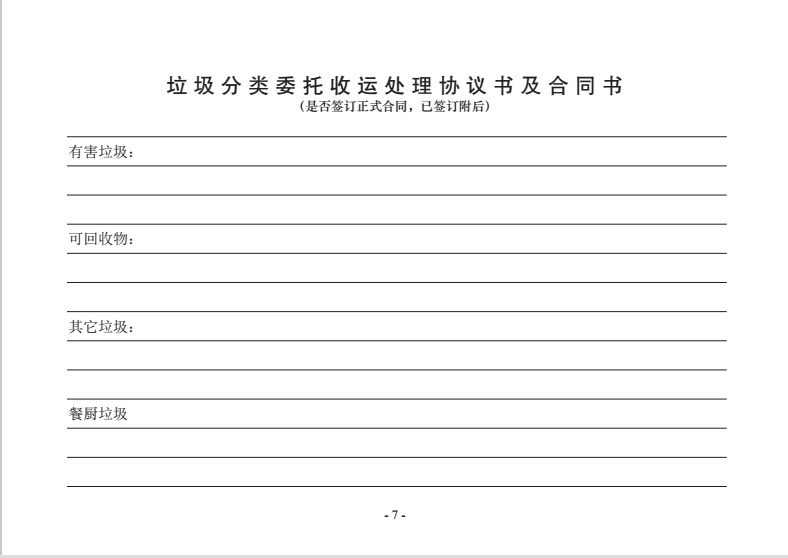 垃圾分类委托收运处理协议书及合同书
（是否签订正式合同，已签订附后）
有害垃圾：
可回收物：
其它垃圾：
餐厨垃圾
- 7 -